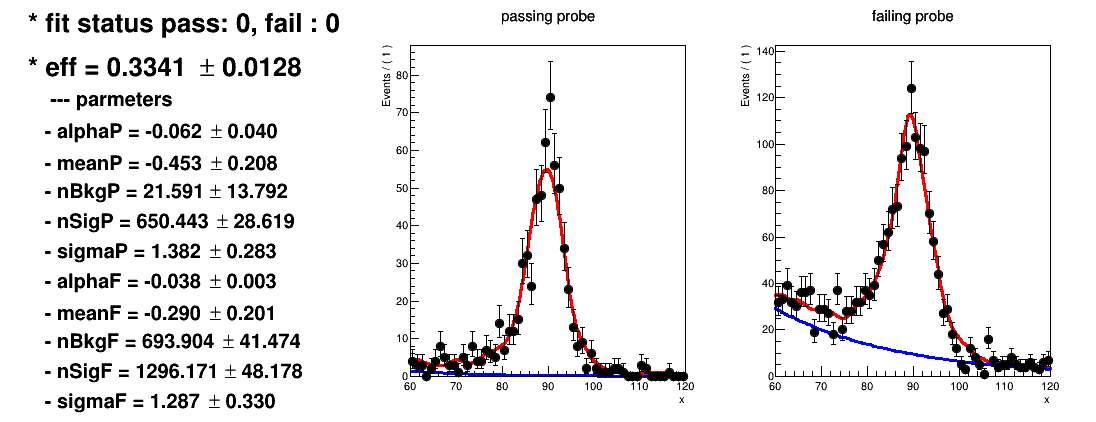 * fit status pass: 0, fail : 0
* eff = 0.3341 ± 0.0128
--- parmeters
- alphaP = -0.062 ± 0.040
- meanP = -0.453 ± 0.208
- nBkgP = 21.591 ± 13.792
- nSigP = 650.443 ± 28.619
- sigmaP = 1.382 ± 0.283
- alphaF = -0.038 ± 0.003
- meanF = -0.290 ± 0.201
- nBkgF = 693.904 ± 41.474
- nSigF = 1296.171 ± 48.178
- sigmaF = 1.287 ± 0.330
passing probe
Events / ( 1 )
80
70
60
50
40
30
20
10
0
60 70 80 90 100 110 120
x
failing probe
Events / ( 1 )
140
120
100
80
60
40
20
0
60 70 80 90 100 110 120
x